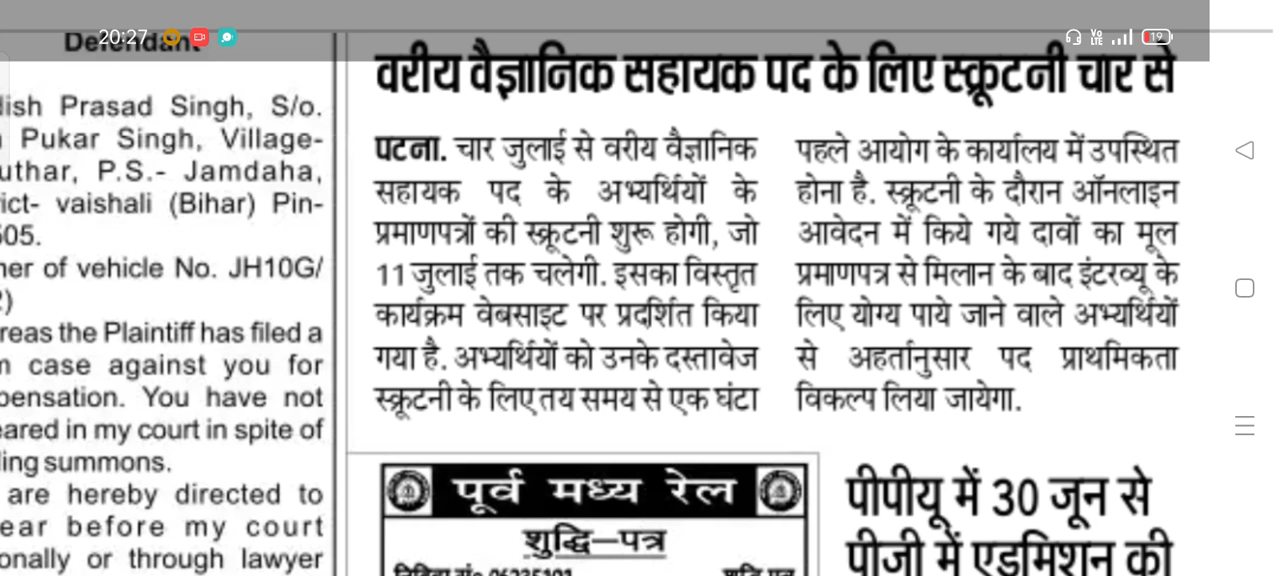 20:27
VoLTE
19
Defendant
dish Prasad Singh, S/o.
Pukar Singh, Village-
uthar, P.S.- Jamdaha,
rict- vaishali (Bihar) Pin-
505.
ner of vehicle No. JH10G/
2)
reas the Plaintiff has filed a
case against you for
pensation. You have not
eared in my court in spite of
ling summons.
are hereby directed to
ear before my court
onally or through lawyer
वरीय वैज्ञानिक सहायक पद के लिए स्क्रूटनी चार से
पटना. चार जुलाई से वरीय वैज्ञानिक
सहायक पद के अभ्यर्थियों के
प्रमाणपत्रों की स्क्रूटनी शुरू होगी, जो
11 जुलाई तक चलेगी. इसका विस्तृत
कार्यक्रम वेबसाइट पर प्रदर्शित किया
गया है. अभ्यर्थियों को उनके दस्तावेज
स्क्रूटनी के लिए तय समय से एक घंटा
पहले आयोग के कार्यालय में उपस्थित
होना है. स्क्रूटनी के दौरान ऑनलाइन
आवेदन में किये गये दावों का मूल
प्रमाणपत्र से मिलान के बाद इंटरव्यू के
लिए योग्य पाये जाने वाले अभ्यर्थियों
से अहर्तानुसार पद प्राथमिकता
विकल्प लिया जायेगा.
पूर्व मध्य रेल
शुद्धि–पत्र
पीपीयू में 30 जून से
पीजी में एडमिशन की